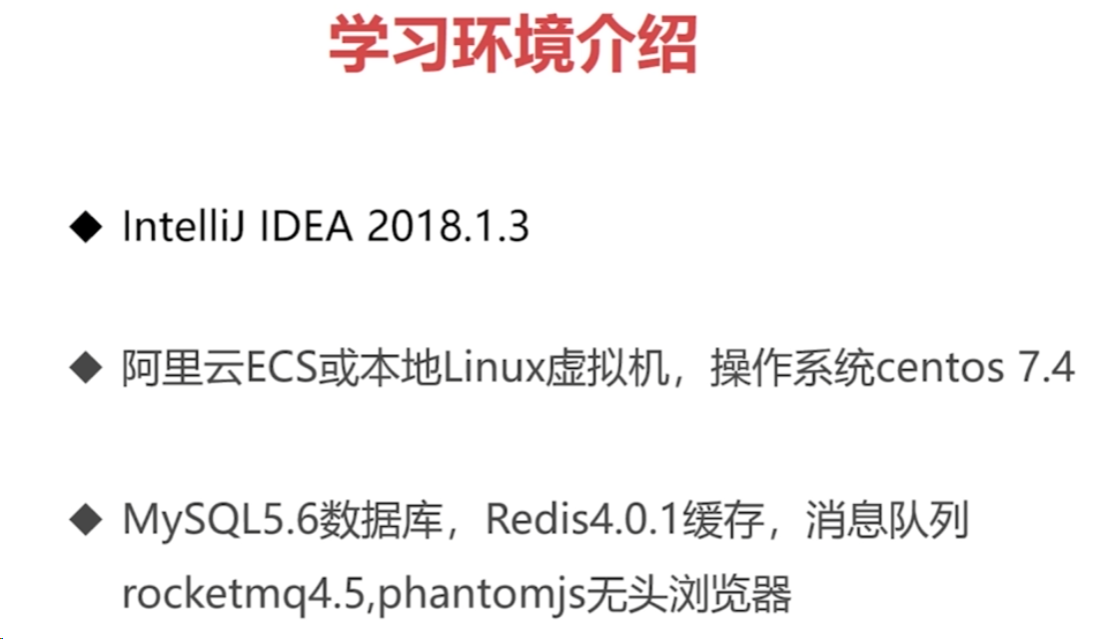 学习环境介绍
◆ IntelliJ IDEA 2018.1.3
◆ 阿里云ECS或本地Linux虚拟机，操作系统centos 7.4
◆ MySQL5.6数据库，Redis4.0.1缓存，消息队列
rocketmq4.5,phantomjs无头浏览器